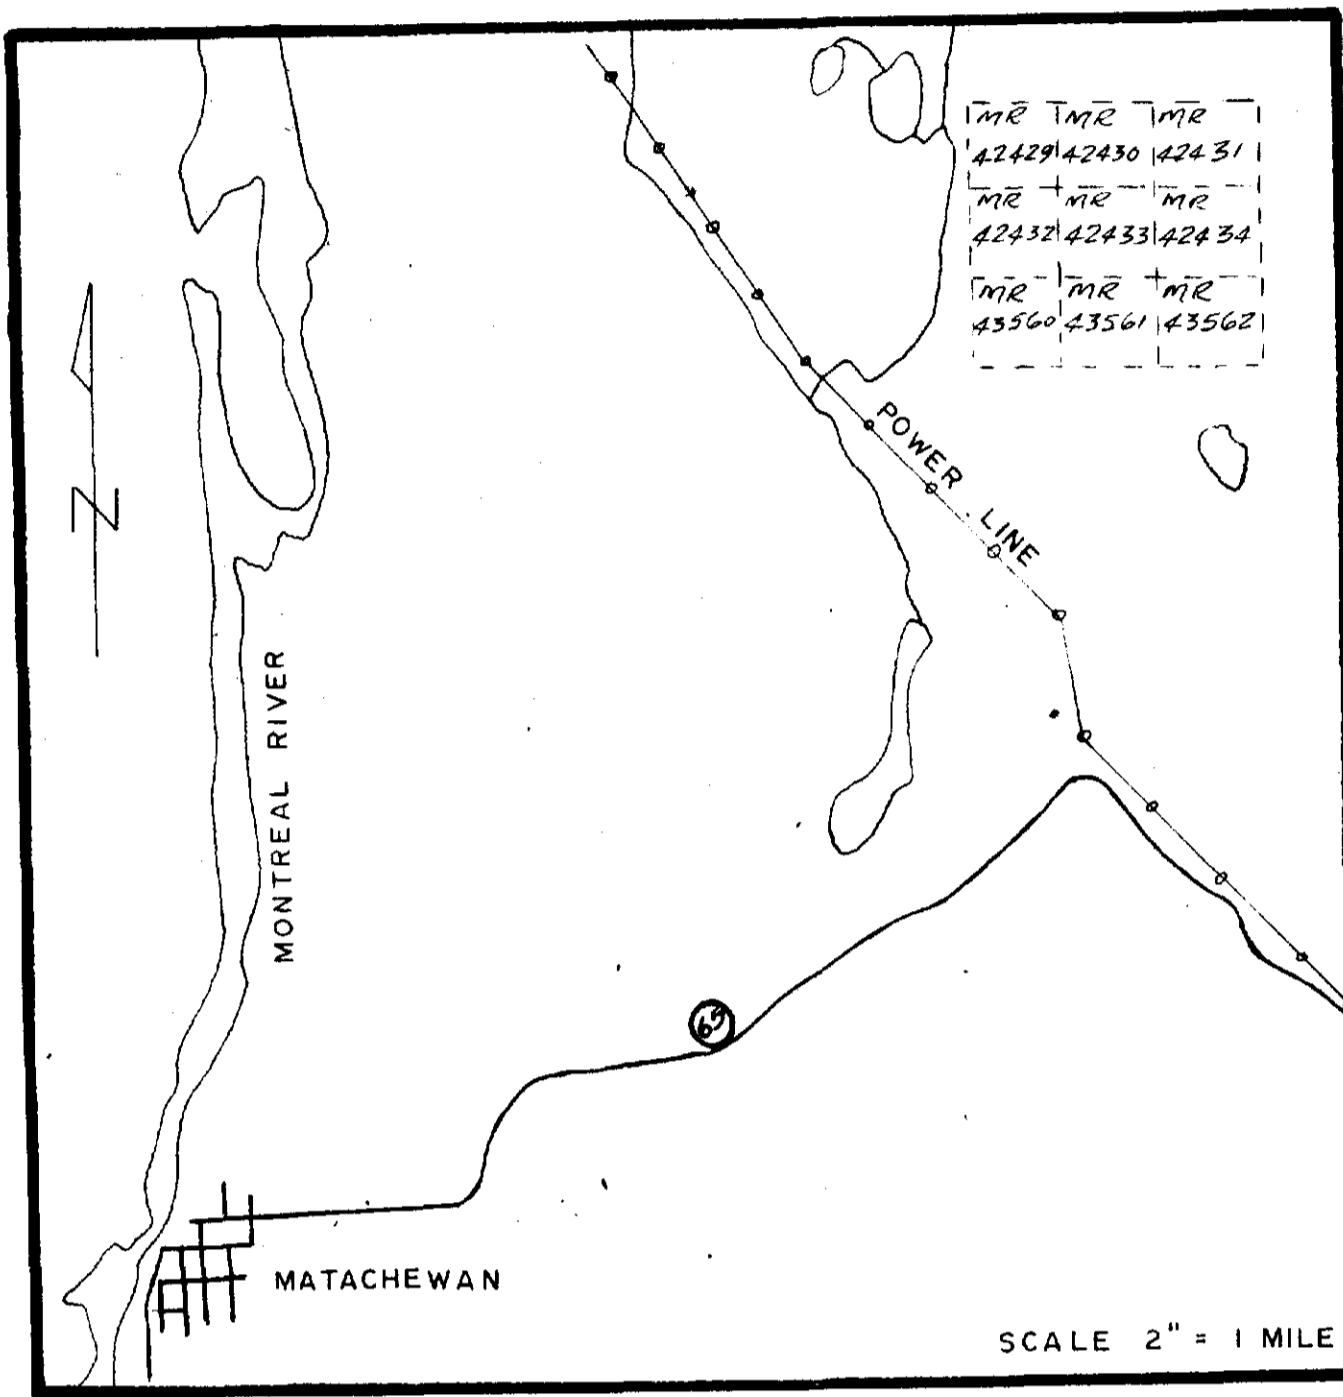 MR MR MR
42429 42430 42431
MR MR MR
42432 42433 42434
MR MR MR
43560 43561 43562
POWER LINE
N
MONTREAL RIVER
65
MATACHEWAN
SCALE 2" = 1 MILE